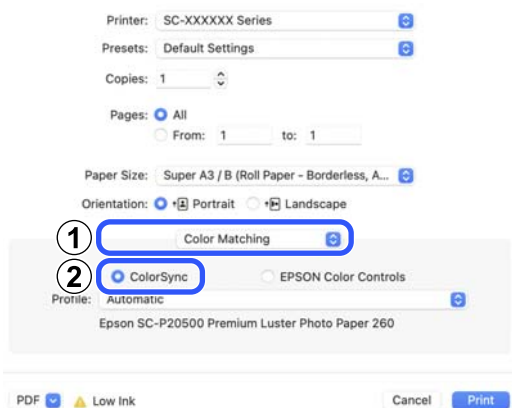 Printer: SC-XXXXXX Series
Presets: Default Settings
Copies: 1
Pages: All
From: 1 to: 1
Paper Size: Super A3 / B (Roll Paper - Borderless, A...
Orientation: Portrait Landscape
1 Color Matching
2 ColorSync EPSON Color Controls
Profile: Automatic
Epson SC-P20500 Premium Luster Photo Paper 260
PDF Low Ink Cancel Print